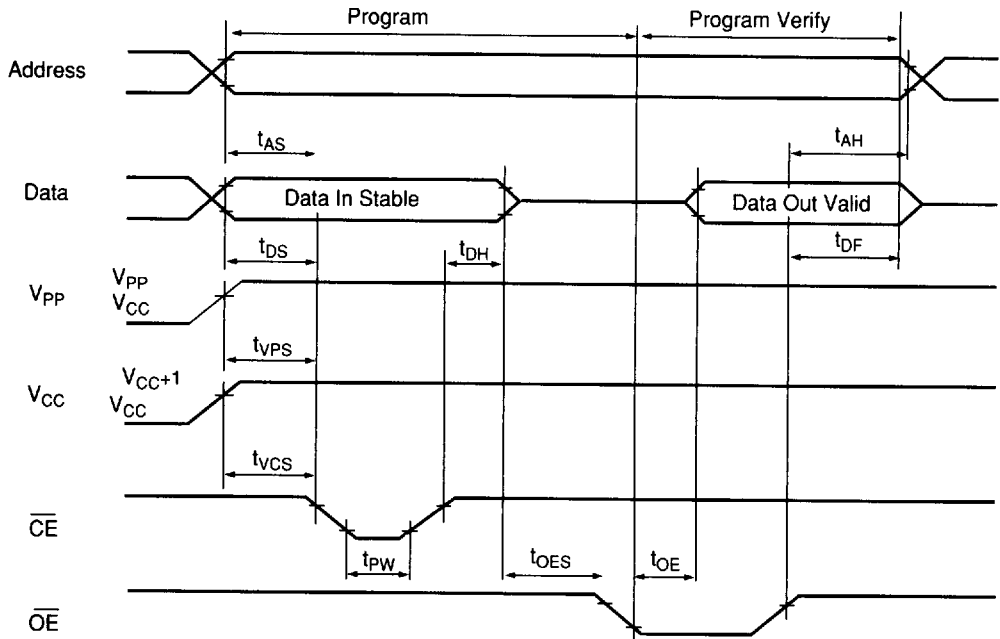 Program
Program Verify
Address
tAS
tAH
Data
Data In Stable
Data Out Valid
tDS
tDH
tDF
VPP
VPP
VCC
tVPS
VCC
VCC+1
VCC
tVCS
CE
tPW
tOES
tOE
OE